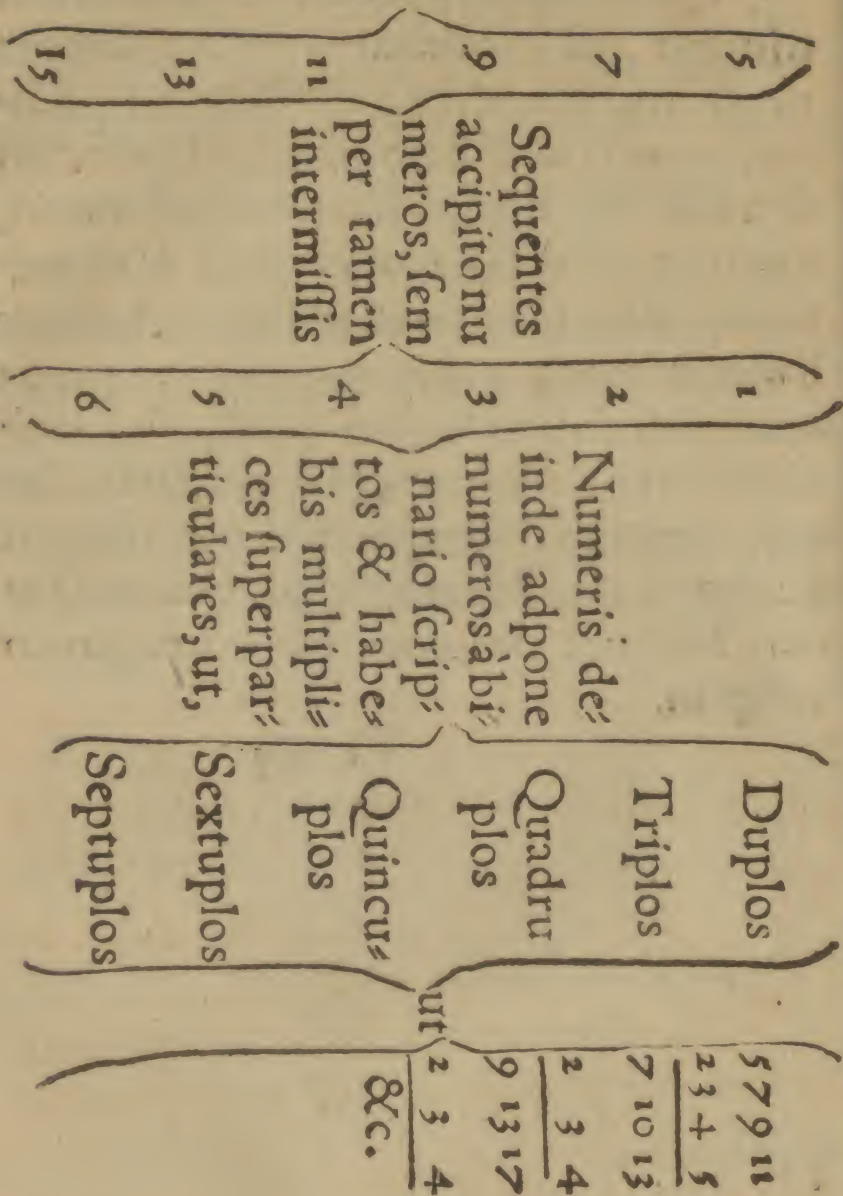 5
7
9
11
13
15
Sequentes
accipito nu
meros, ſem
per tamen
intermiſſis
1
2
3
4
5
6
Numeris de⸗
inde adpone
numeros à bi⸗
nario ſcrip⸗
tos & habe⸗
bis multipli⸗
ces ſuperpar⸗
ticulares, ut,
Duplos
Triplos
Quadru
plos
Quincu⸗
plos
Sextuplos
Septuplos
ut
5 7 9 11
2 3 4 5
7 10 13
2 3 4
9 13 17
2 3 4
&c.